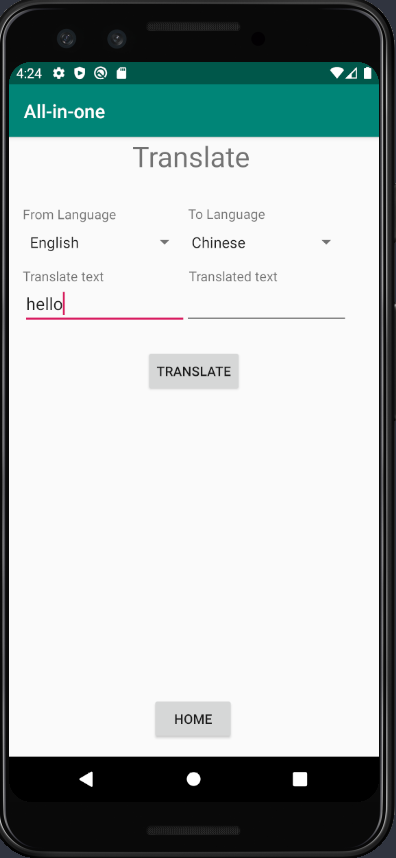 4:24
All-in-one
Translate
From Language To Language
English Chinese
Translate text Translated text
hello
TRANSLATE
HOME